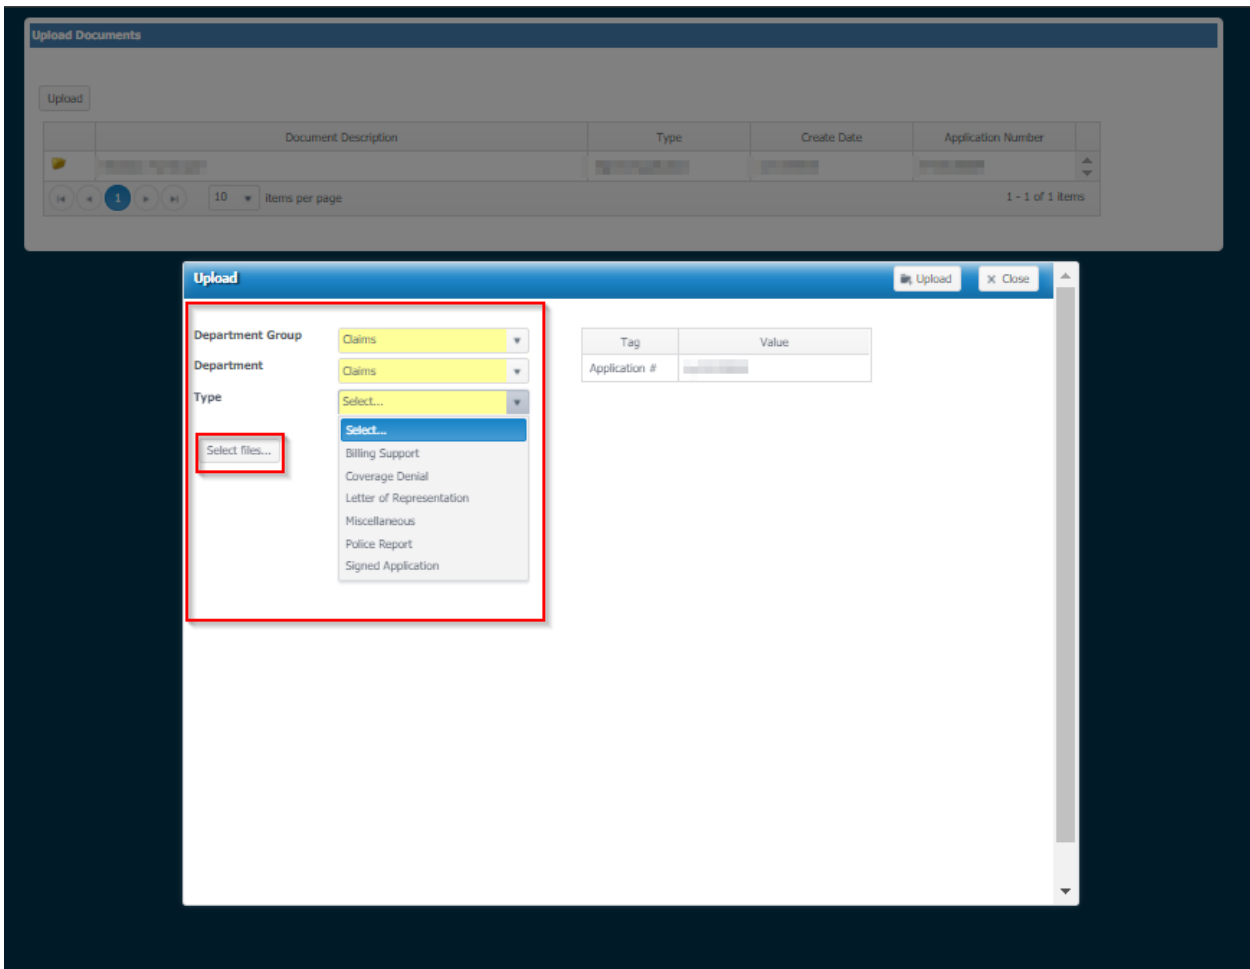 Upload Documents
Upload
Document Description Type Create Date Application Number
1 10 items per page 1 - 1 of 1 items
Upload Upload x Close
Department Group Claims
Tag Value
Department Claims
Application #
Type Select...
Select...
Select files... Billing Support
Coverage Denial
Letter of Representation
Miscellaneous
Police Report
Signed Application